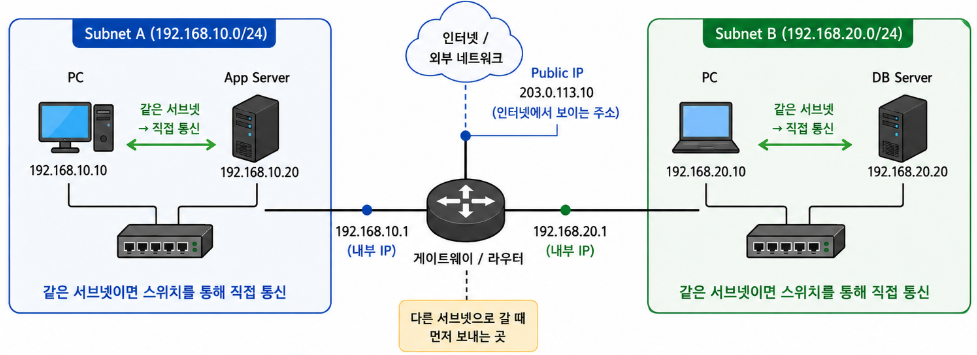 Subnet A (192.168.10.0/24)
PC
App Server
같은 서브넷
→ 직접 통신
192.168.10.10
192.168.10.20
같은 서브넷이면 스위치를 통해 직접 통신
인터넷 /
외부 네트워크
Public IP
203.0.113.10
(인터넷에서 보이는 주소)
192.168.10.1
(내부 IP)
192.168.20.1
(내부 IP)
게이트웨이 / 라우터
다른 서브넷으로 갈 때
먼저 보내는 곳
Subnet B (192.168.20.0/24)
PC
DB Server
같은 서브넷
→ 직접 통신
192.168.20.10
192.168.20.20
같은 서브넷이면 스위치를 통해 직접 통신